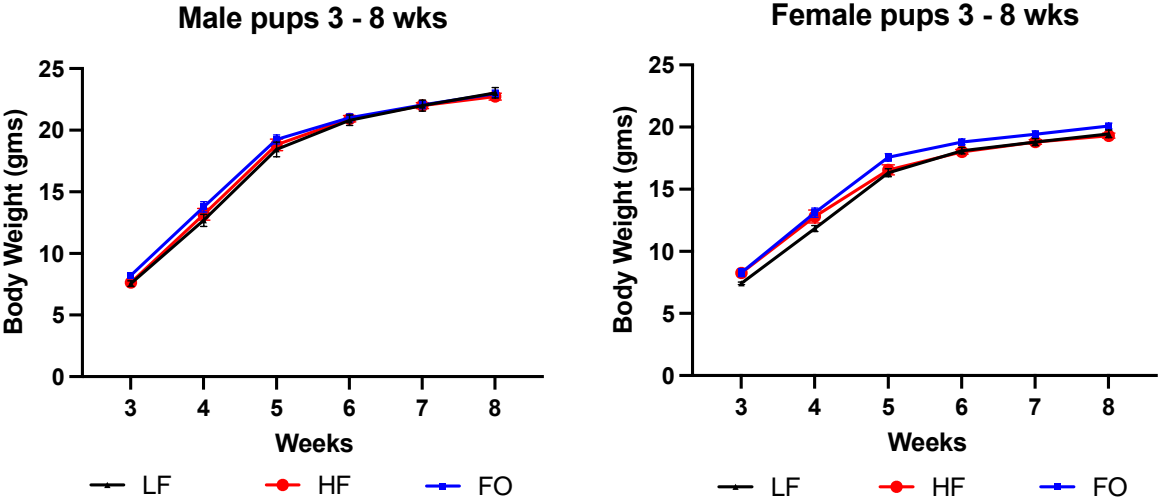 Male pups 3 - 8 wks
25
20
15
10
5
0
Body Weight (gms)
3 4 5 6 7 8
Weeks
LF HF FO
Female pups 3 - 8 wks
25
20
15
10
5
0
Body Weight (gms)
3 4 5 6 7 8
Weeks
LF HF FO